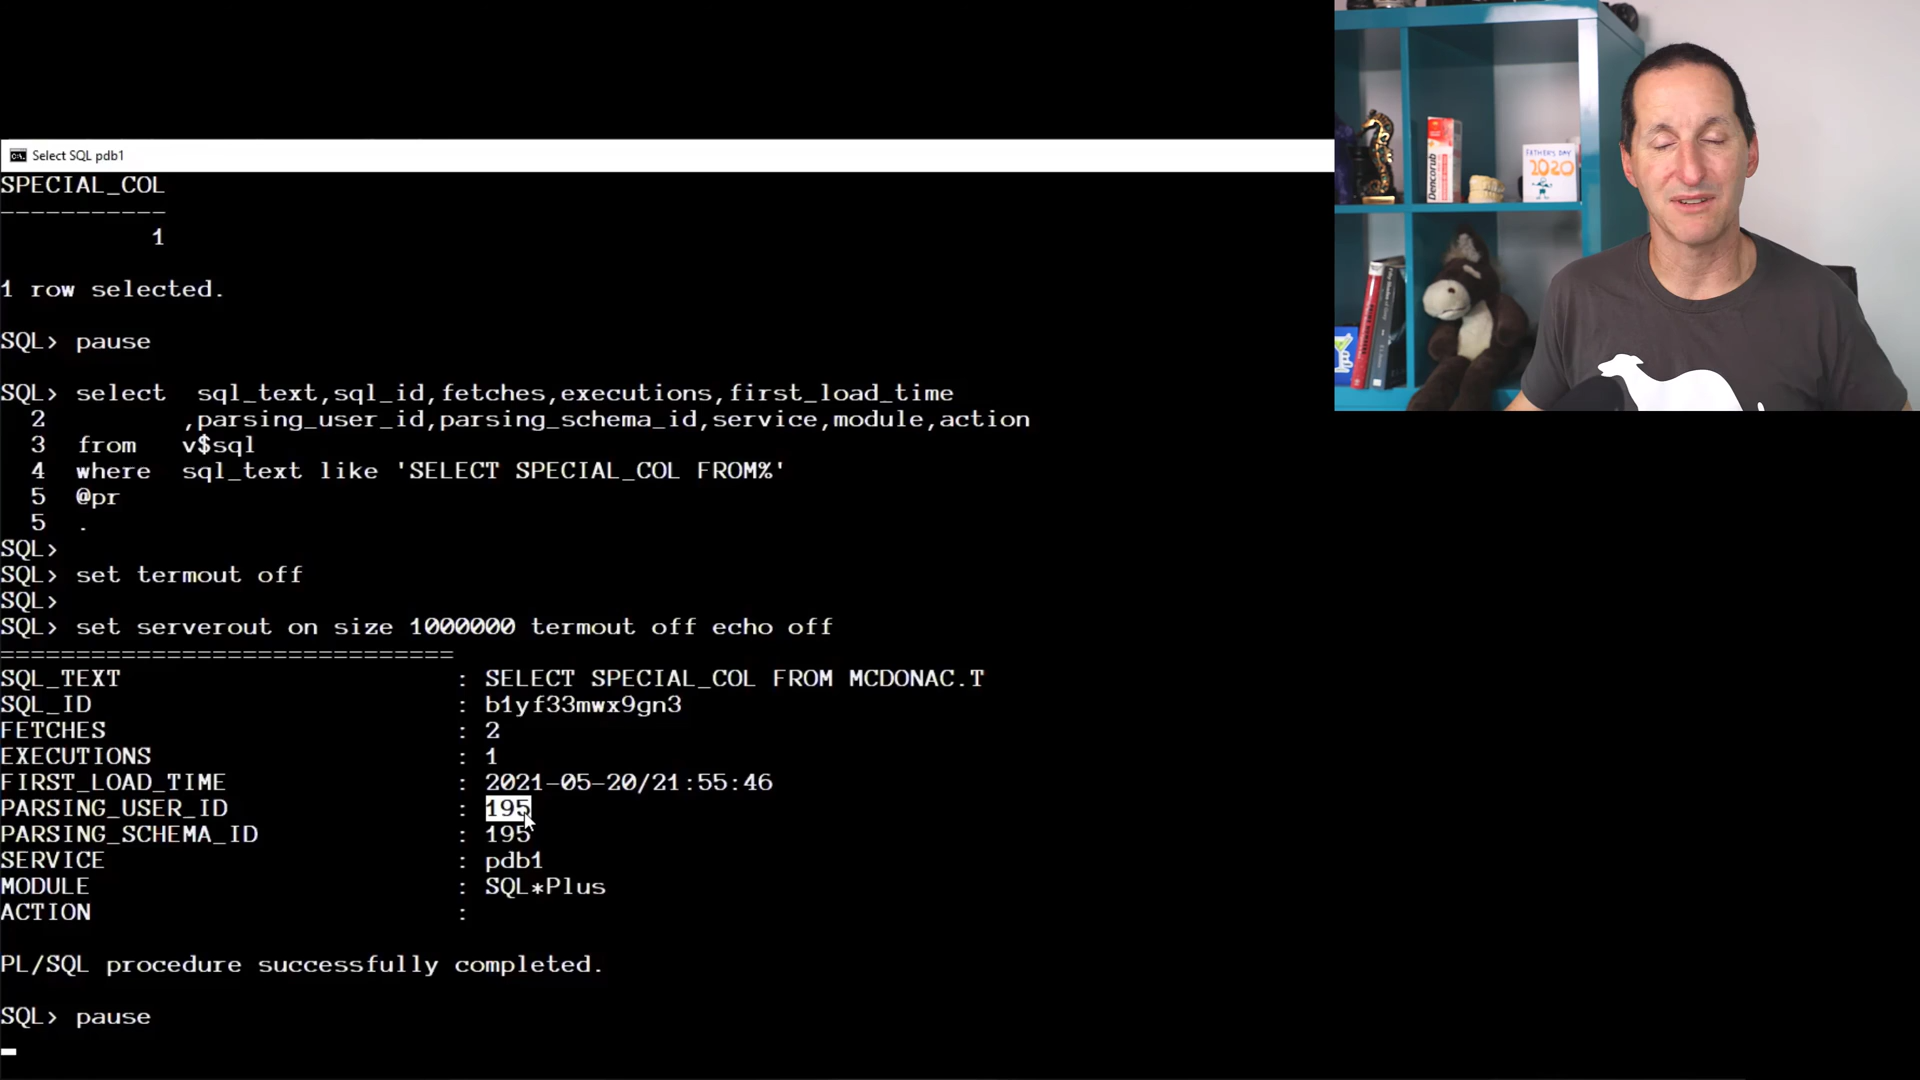 Select SQL pdb1
SPECIAL_COL
-----------
1
1 row selected.
SQL> pause
SQL> select  sql_text,sql_id,fetches,executions,first_load_time
2         ,parsing_user_id,parsing_schema_id,service,module,action
3  from   v$sql
4  where  sql_text like 'SELECT SPECIAL_COL FROM%'
5  @pr
5  .
SQL>
SQL> set termout off
SQL>
SQL> set serverout on size 1000000 termout off echo off
==============================
SQL_TEXT : SELECT SPECIAL_COL FROM MCDONAC.T
SQL_ID : b1yf33mwx9gn3
FETCHES : 2
EXECUTIONS : 1
FIRST_LOAD_TIME : 2021-05-20/21:55:46
PARSING_USER_ID : 195
PARSING_SCHEMA_ID : 195
SERVICE : pdb1
MODULE : SQL*Plus
ACTION :
PL/SQL procedure successfully completed.
SQL> pause
FATHER'S DAY
2020
Dencorub